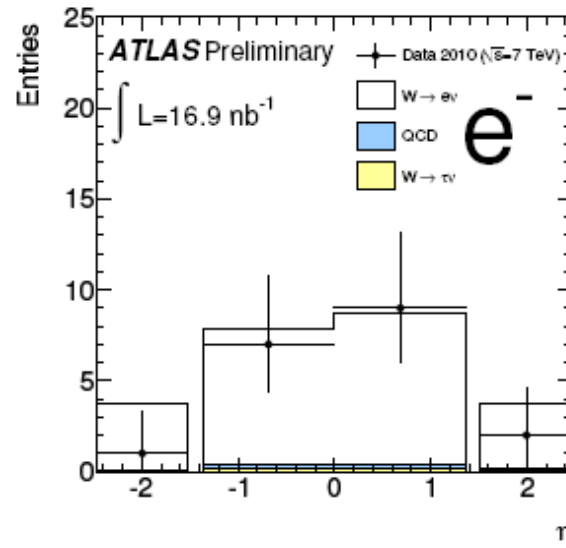 Entries
25
20
15
10
5
0
ATLAS Preliminary
∫ L=16.9 nb⁻¹
Data 2010 (√s=7 TeV)
W → eν
QCD
W → τν
e⁻
-2 -1 0 1 2